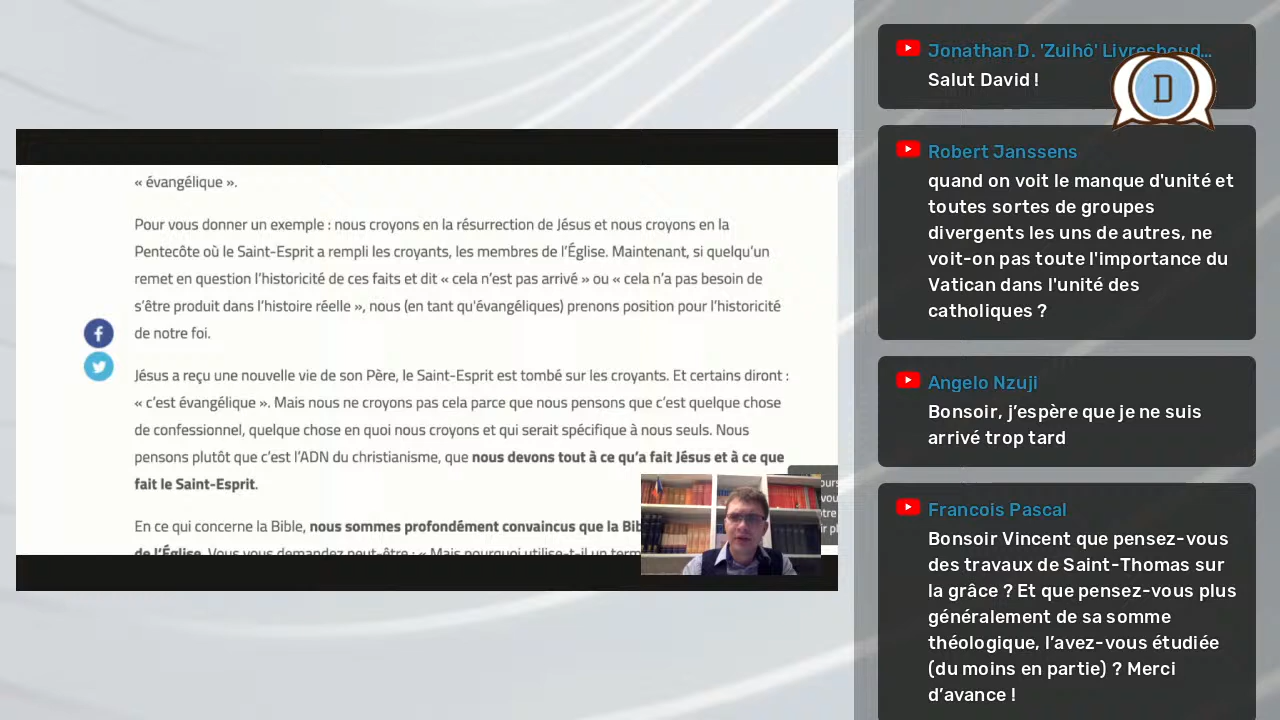 « évangélique ».
Pour vous donner un exemple : nous croyons en la résurrection de Jésus et nous croyons en la
Pentecôte où le Saint-Esprit a rempli les croyants, les membres de l’Église. Maintenant, si quelqu’un
remet en question l’historicité de ces faits et dit « cela n’est pas arrivé » ou « cela n’a pas besoin de
s’être produit dans l’histoire réelle », nous (en tant qu'évangéliques) prenons position pour l’historicité
de notre foi.
Jésus a reçu une nouvelle vie de son Père, le Saint-Esprit est tombé sur les croyants. Et certains diront :
« c’est évangélique ». Mais nous ne croyons pas cela parce que nous pensons que c’est quelque chose
de confessionnel, quelque chose en quoi nous croyons et qui serait spécifique à nous seuls. Nous
pensons plutôt que c’est l’ADN du christianisme, que nous devons tout à ce qu’a fait Jésus et à ce que
fait le Saint-Esprit.
En ce qui concerne la Bible, nous sommes profondément convaincus que la
de l’Église. Vous vous demandez peut-être : « Mais pourquoi utilise-t-il un
Jonathan D. 'Zuihô'
Salut David !
D
Robert Janssens
quand on voit le manque d'unité et
toutes sortes de groupes
divergents les uns de autres, ne
voit-on pas toute l'importance du
Vatican dans l'unité des
catholiques ?
Angelo Nzuji
Bonsoir, j’espère que je ne suis
arrivé trop tard
Francois Pascal
Bonsoir Vincent que pensez-vous
des travaux de Saint-Thomas sur
la grâce ? Et que pensez-vous plus
généralement de sa somme
théologique, l’avez-vous étudiée
(du moins en partie) ? Merci
d’avance !